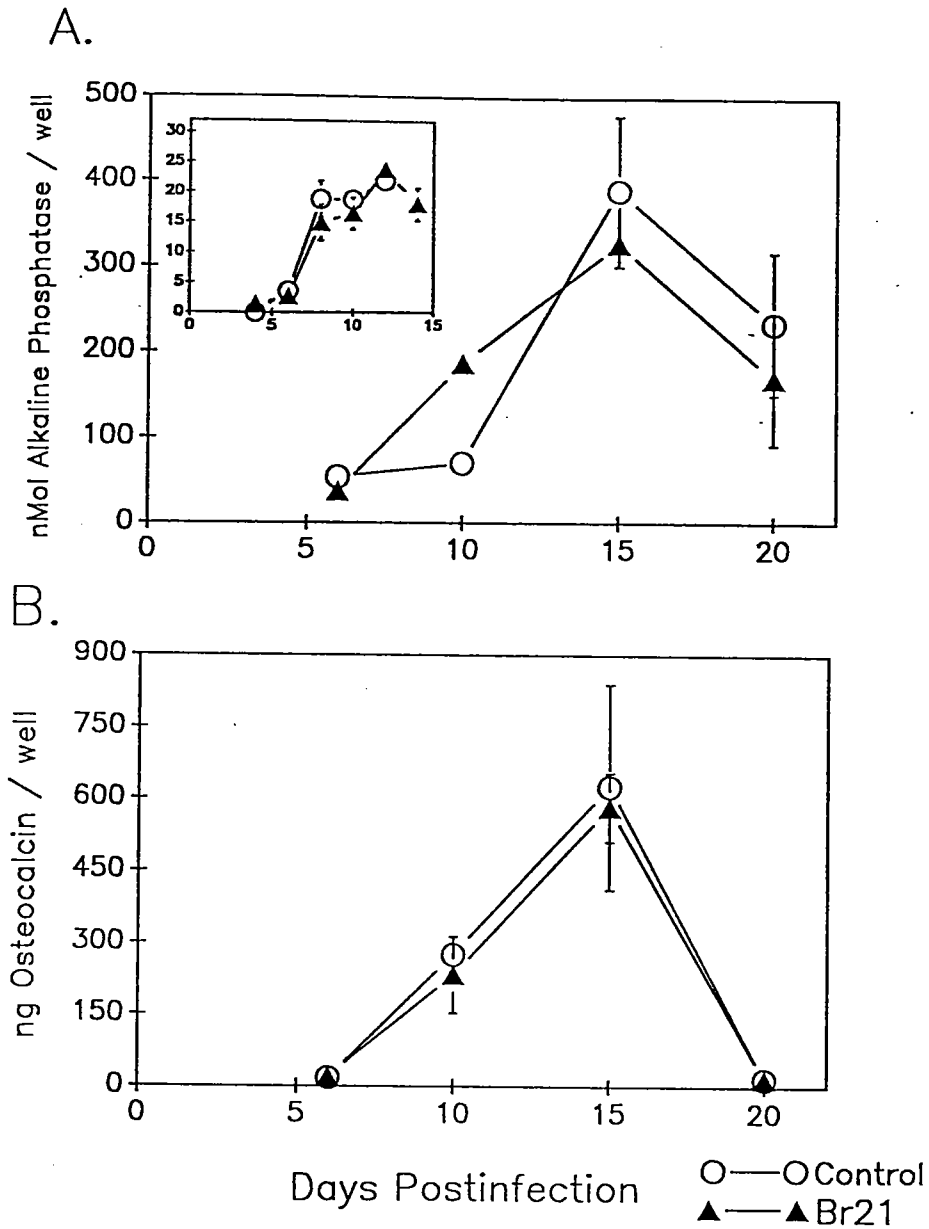 A.
nMol Alkaline Phosphatase / well
500
400
300
200
100
0
0 5 10 15 20
30
25
20
15
10
5
0
0 5 10 15
B.
ng Osteocalcin / well
900
750
600
450
300
150
0
0 5 10 15 20
Days Postinfection
Control
Br21